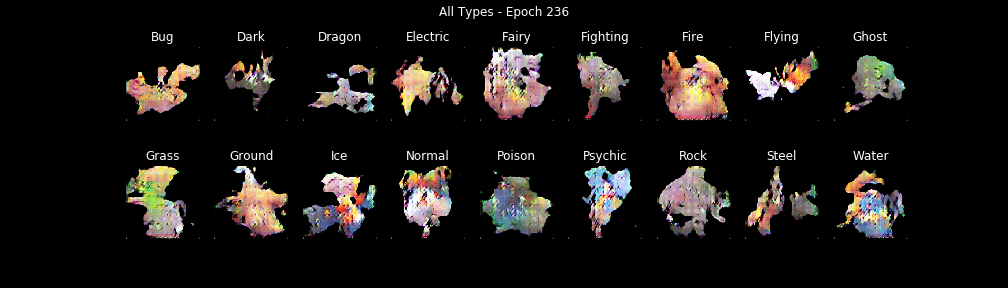 All Types - Epoch 236
Bug Dark Dragon Electric Fairy Fighting Fire Flying Ghost
Grass Ground Ice Normal Poison Psychic Rock Steel Water